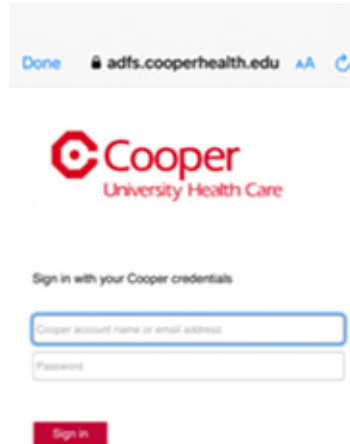 Done adfs.cooperhealth.edu AA
Cooper
University Health Care
Sign in with your Cooper credentials
Cooper account name or email address
Password
Sign in